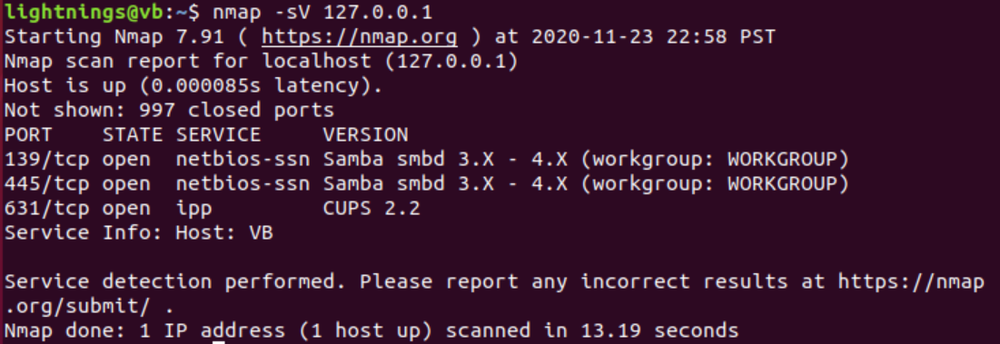 lightnings@vb:~$ nmap -sV 127.0.0.1
Starting Nmap 7.91 ( https://nmap.org ) at 2020-11-23 22:58 PST
Nmap scan report for localhost (127.0.0.1)
Host is up (0.000085s latency).
Not shown: 997 closed ports
PORT    STATE SERVICE     VERSION
139/tcp open  netbios-ssn Samba smbd 3.X - 4.X (workgroup: WORKGROUP)
445/tcp open  netbios-ssn Samba smbd 3.X - 4.X (workgroup: WORKGROUP)
631/tcp open  ipp         CUPS 2.2
Service Info: Host: VB

Service detection performed. Please report any incorrect results at https://nmap
.org/submit/ .
Nmap done: 1 IP address (1 host up) scanned in 13.19 seconds